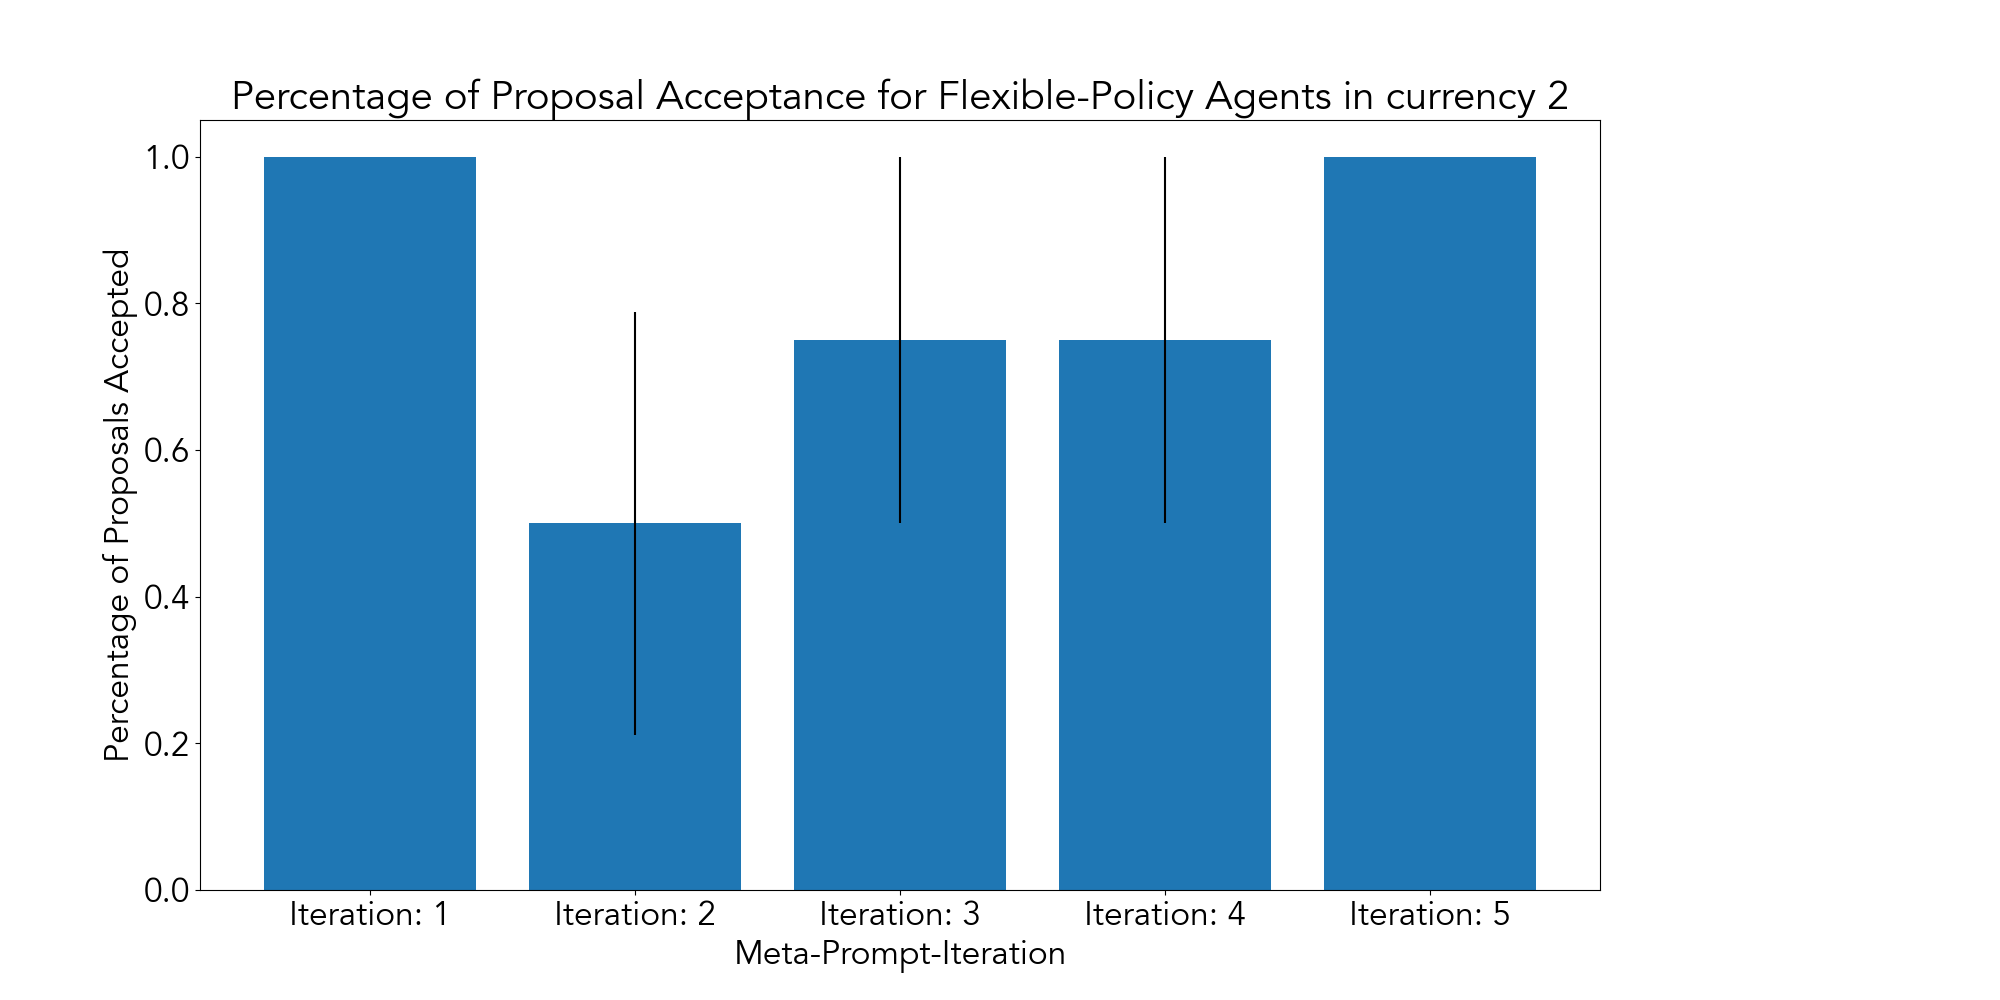 Percentage of Proposal Acceptance for Flexible-Policy Agents in currency 2
Percentage of Proposals Accepted
1.0
0.8
0.6
0.4
0.2
0.0
Iteration: 1
Iteration: 2
Iteration: 3
Iteration: 4
Iteration: 5
Meta-Prompt-Iteration